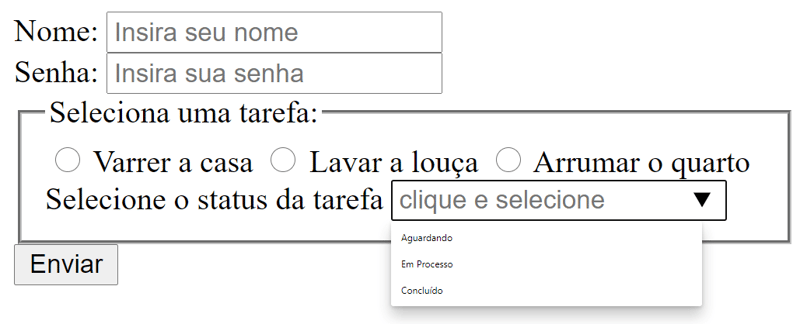 Nome: Insira seu nome
Senha: Insira sua senha
Seleciona uma tarefa:
Varrer a casa Lavar a louça Arrumar o quarto
Selecione o status da tarefa clique e selecione
Aguardando
Enviar
Em Processo
Concluído